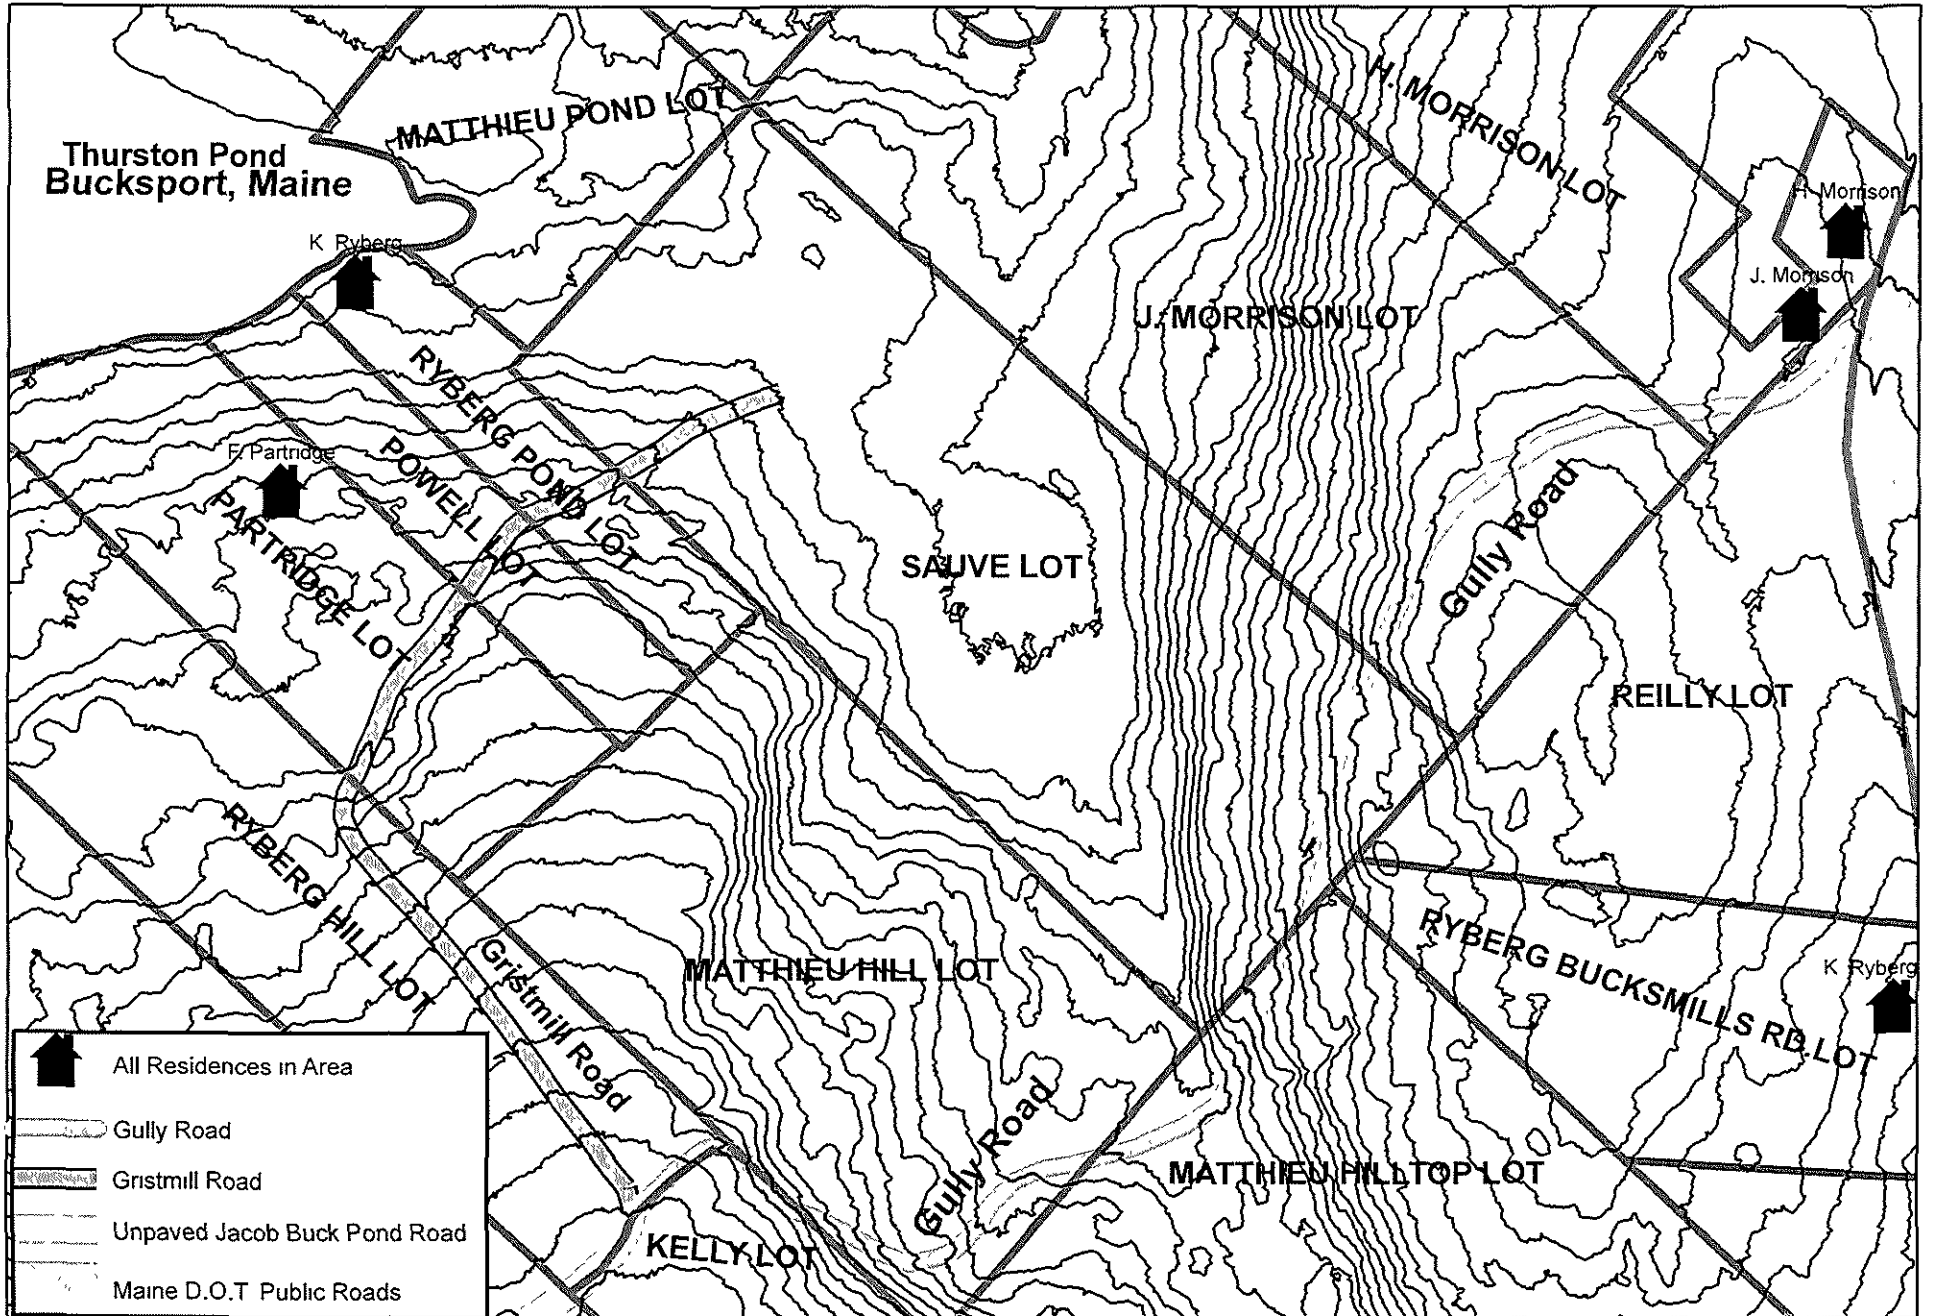 MATTHIEU POND LOT
H. MORRISON LOT
Thurston Pond
Bucksport, Maine
H. Morrison
K Ryberg
J. Morrison
J. MORRISON LOT
RYBERG POND LOT
F. Partridge
POWELL LOT
PARTRIDGE LOT
Gully Road
SAUVE LOT
REILLY LOT
RYBERG HILL LOT
RYBERG BUCKSMILLS RD. LOT
K Ryberg
MATTHIEU HILL LOT
Gristmill Road
Gully Road
MATTHIEU HILLTOP LOT
KELLY LOT
All Residences in Area
Gully Road
Gristmill Road
Unpaved Jacob Buck Pond Road
Maine D.O.T Public Roads